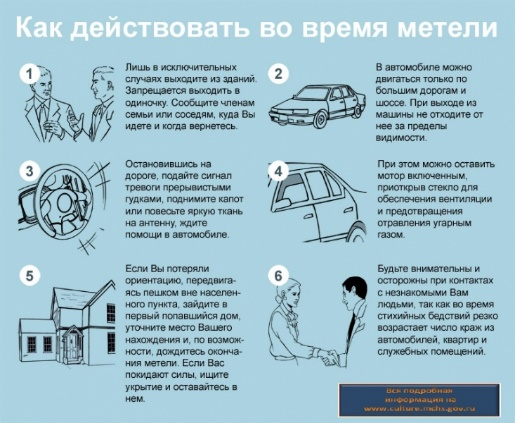 Как действовать во время метели
1
Лишь в исключительных
случаях выходите из зданий.
Запрещается выходить в
одиночку. Сообщите членам
семьи или соседям, куда Вы
идете и когда вернетесь.
2
В автомобиле можно
двигаться только по
большим дорогам и
шоссе. При выходе из
машины не отходите от
нее за пределы
видимости.
3
Остановившись на
дороге, подайте сигнал
тревоги прерывистыми
гудками, поднимите капот
или повесьте яркую ткань
на антенну, ждите
помощи в автомобиле.
4
При этом можно оставить
мотор включенным,
приоткрыв стекло для
обеспечения вентиляции
и предотвращения
отравления угарным
газом.
5
Если Вы потеряли
ориентацию, передвига-
ясь пешком вне населен-
ного пункта, зайдите в
первый попавшийся дом,
уточните место Вашего
нахождения и, по возмож-
ности, дождитесь оконча-
ния метели. Если Вас
покидают силы, ищите
укрытие и оставайтесь в
нем.
6
Будьте внимательны и
осторожны при контактах
с незнакомыми Вам
людьми, так как во время
стихийных бедствий резко
возрастает число краж из
автомобилей, квартир и
служебных помещений.
Вся подробная
информация на
www.culture.mchs.gov.ru